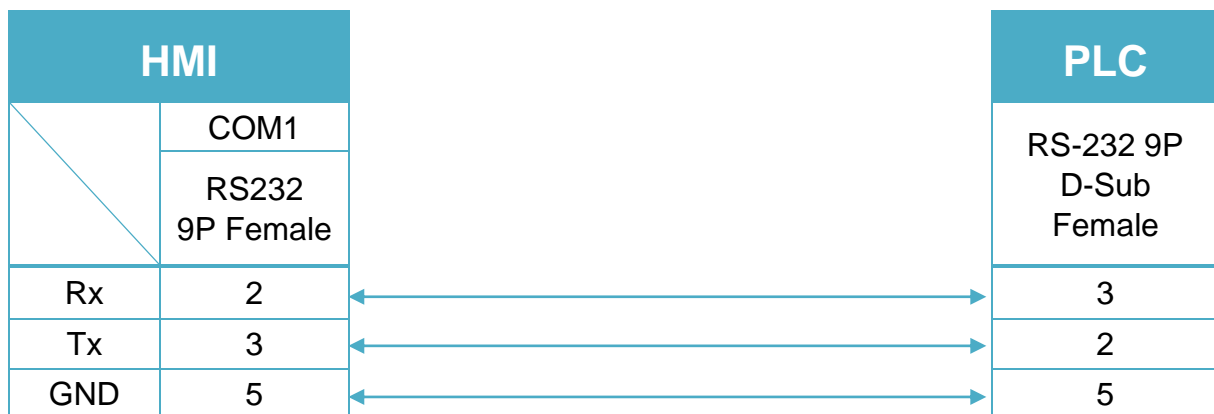 HMI
PLC
COM1
RS232
9P Female
RS-232 9P
D-Sub
Female
Rx 2 3
Tx 3 2
GND 5 5